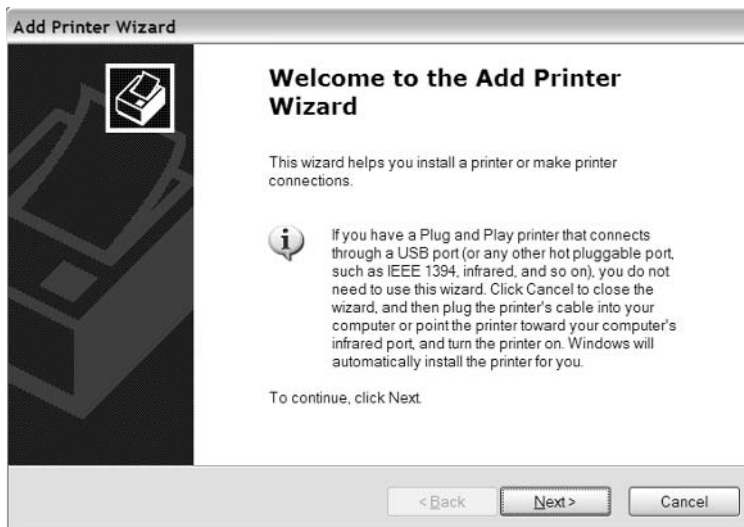 Add Printer Wizard
Welcome to the Add Printer
Wizard
This wizard helps you install a printer or make printer
connections.
If you have a Plug and Play printer that connects
through a USB port (or any other hot pluggable port,
such as IEEE 1394, infrared, and so on), you do not
need to use this wizard. Click Cancel to close the
wizard, and then plug the printer's cable into your
computer or point the printer toward your computer's
infrared port, and turn the printer on. Windows will
automatically install the printer for you.
To continue, click Next.
< Back Next > Cancel